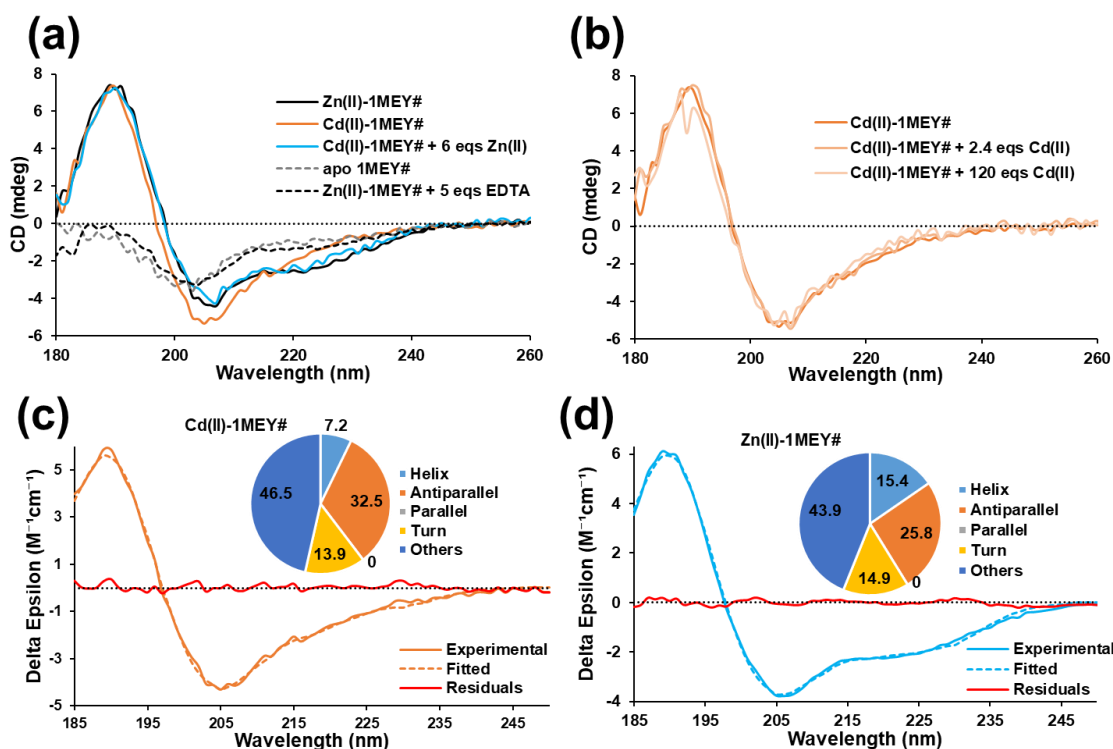 (a)
CD (mdeg)
8
6
4
2
0
-2
-4
-6
180
200
220
240
260
Wavelength (nm)
Zn(II)-1MEY#
Cd(II)-1MEY#
Cd(II)-1MEY# + 6 eqs Zn(II)
apo 1MEY#
Zn(II)-1MEY# + 5 eqs EDTA
(b)
CD (mdeg)
8
6
4
2
0
-2
-4
-6
180
200
220
240
260
Wavelength (nm)
Cd(II)-1MEY#
Cd(II)-1MEY# + 2.4 eqs Cd(II)
Cd(II)-1MEY# + 120 eqs Cd(II)
(c)
Cd(II)-1MEY#
7.2
32.5
0
13.9
46.5
Helix
Antiparallel
Parallel
Turn
Others
Delta Epsilon (M⁻¹cm⁻¹)
5
3
1
-1
-3
-5
185
195
205
215
225
235
245
Wavelength (nm)
Experimental
Fitted
Residuals
(d)
Zn(II)-1MEY#
15.4
25.8
0
14.9
43.9
Helix
Antiparallel
Parallel
Turn
Others
Delta Epsilon (M⁻¹cm⁻¹)
6
4
2
0
-2
-4
185
195
205
215
225
235
245
Wavelength (nm)
Experimental
Fitted
Residuals